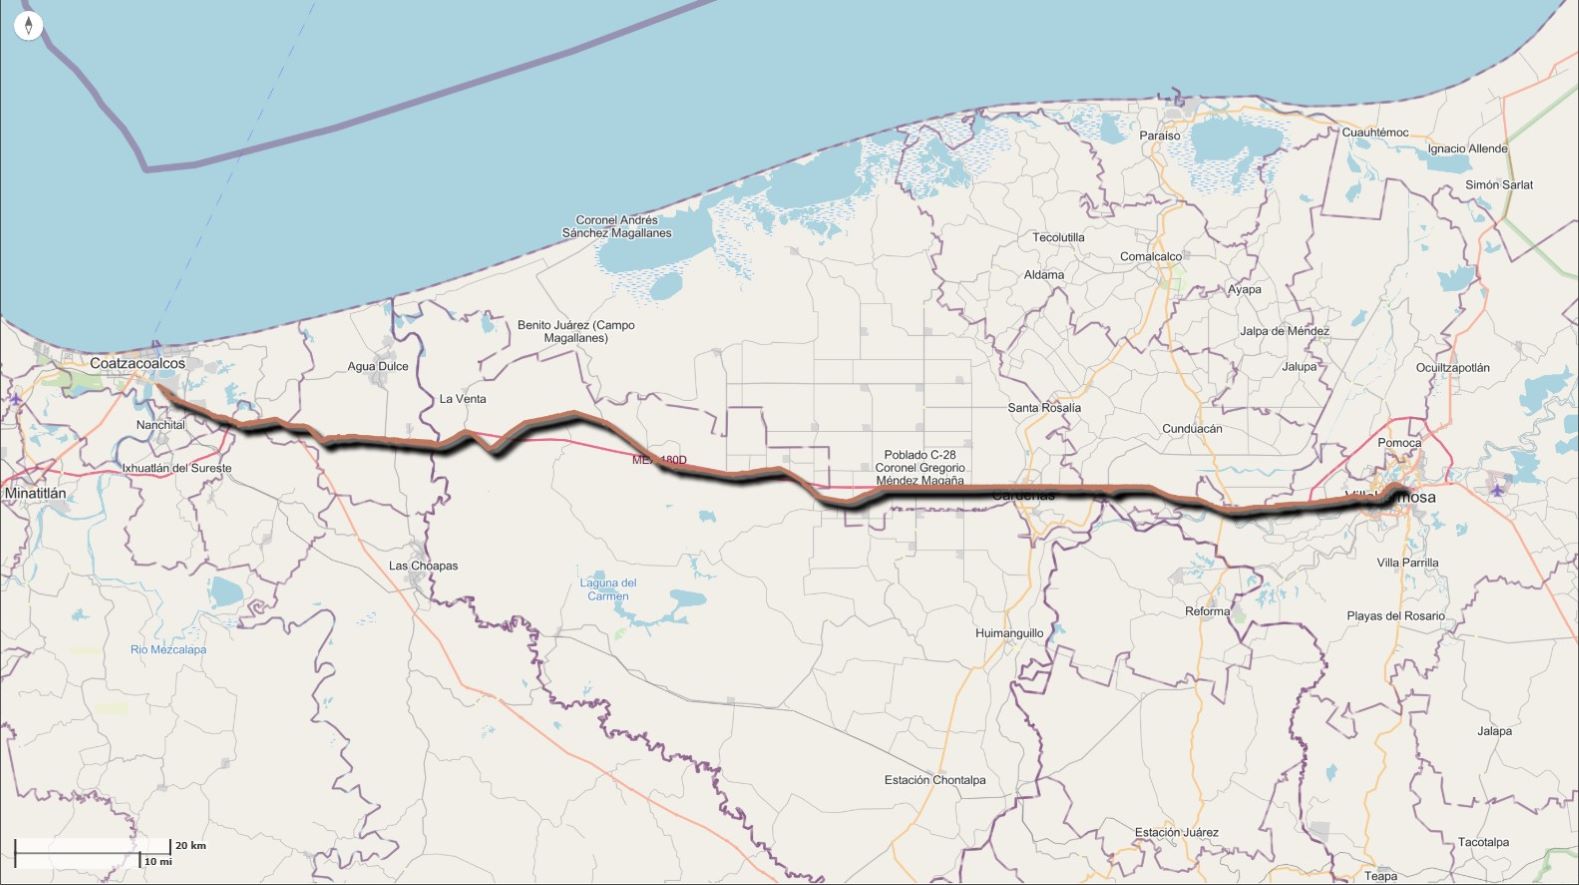 Paraíso
Cuauhtémoc
Ignacio Allende
Simón Sarlat
Coronel Andrés
Sánchez Magallanes
Tecolutilla
Comalcalco
Aldama
Ayapa
Benito Juárez (Campo
Magallanes)
Jalpa de Méndez
Coatzacoalcos
Agua Dulce
Jalupa
Ocuiltzapotlán
La Venta
Santa Rosalía
Nanchital
Cunduacán
Pomoca
Poblado C-28
Coronel Gregorio
Méndez Magaña
Ixhuatlán del Sureste
Minatitlán
Cárdenas
Villahermosa
Las Choapas
Villa Parrilla
Laguna del
Carmen
Reforma
Playas del Rosario
Huimanguillo
Rio Mezcalapa
Jalapa
Estación Chontalpa
Estación Juárez
Tacotalpa
20 km
10 mi
Teapa